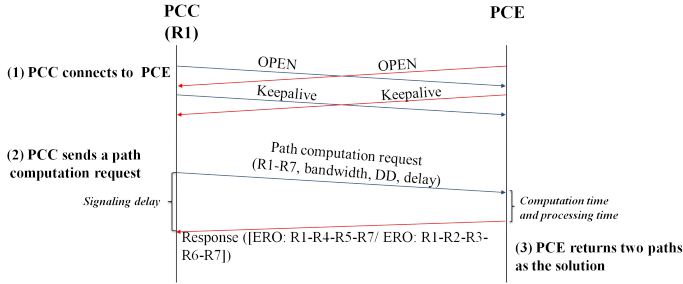 PCC
(R1)
PCE
OPEN
OPEN
(1) PCC connects to PCE
Keepalive
Keepalive
Path computation request
(R1-R7, bandwidth, DD, delay)
(2) PCC sends a path
computation request
Signaling delay
Computation time
and processing time
Response ([ERO: R1-R4-R5-R7/ ERO: R1-R2-R3-
R6-R7])
(3) PCE returns two paths
as the solution